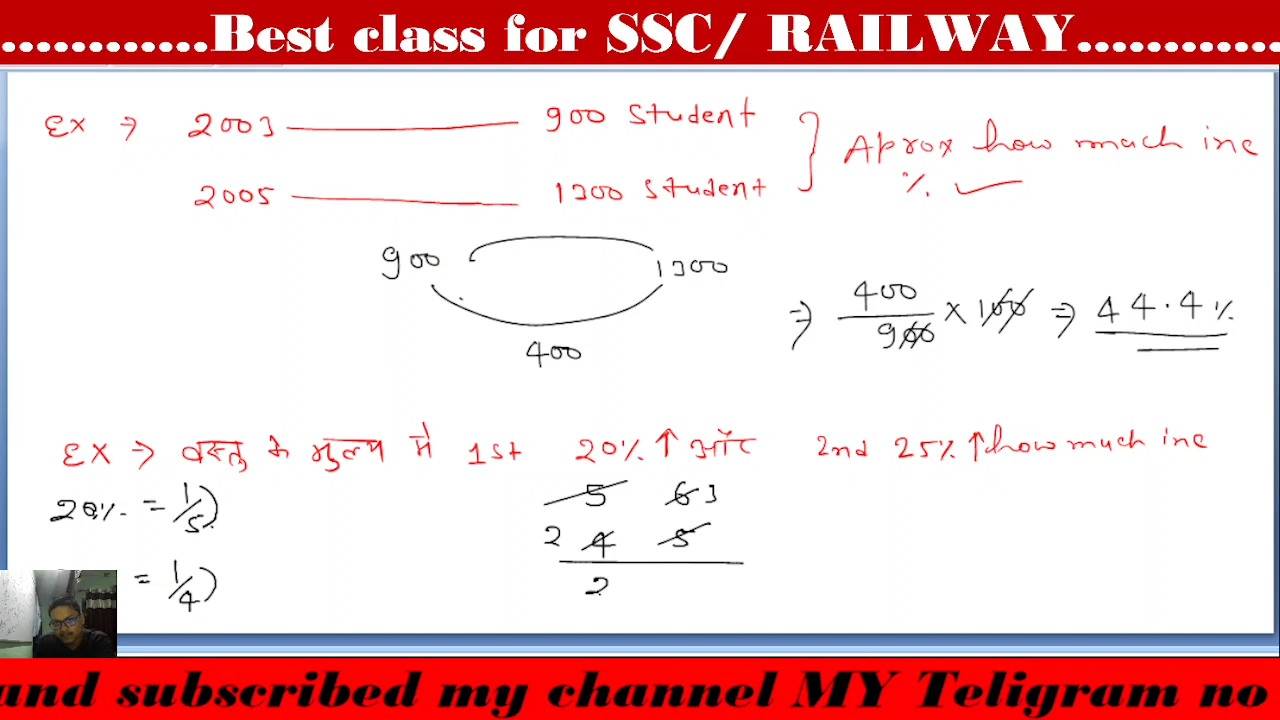 ............Best class for SSC/ RAILWAY............
Ex → 2003 —— 900 Student
2005 —— 1300 Student
} Aprox how much inc
%. ✓
900 1300
400
⇒ 400/900 × 100 ⇒ 44.4%
Ex → वस्तु के मुल्य मे 1st 20% ↑ और 2nd 25% ↑ how much inc
20% = 1/5)
= 1/4)
5 6 3
2 4 5
2
and subscribed my channel MY Teligram no